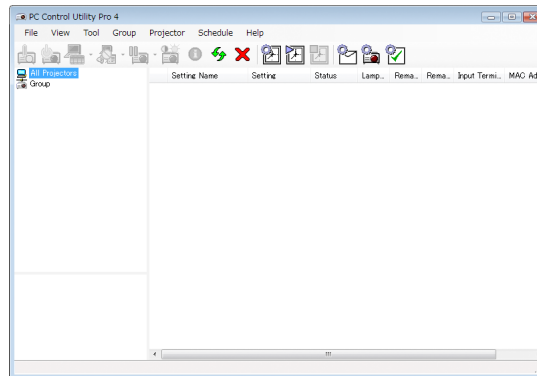 PC Control Utility Pro 4
File View Tool Group Projector Schedule Help
Setting Name Setting Status Lamp... Rema... Rema... Input Termi... MAC Ad
All Projectors
Group